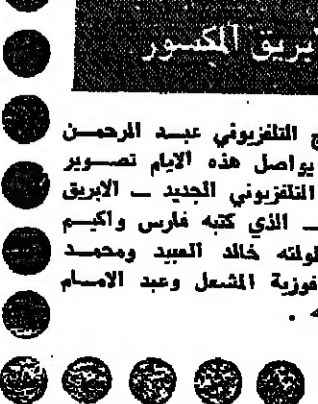 ابريق المكسور
ج التلفزيوني عبد الرحمن
يواصل هذه الايام تصوير
التلفزيوني الجديد ــ الابريق
ــ الذي كتبه فارس واكيم
ولته خالد العبيد ومحمد
فوزية المشعل وعبد الامام
ه .